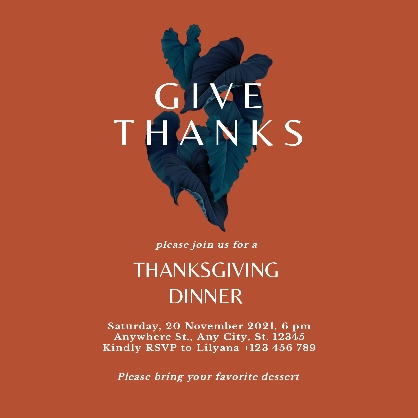 GIVE
THANKS
please join us for a
THANKSGIVING
DINNER
Saturday, 20 November 2021, 6 pm
Anywhere St., Any City, St. 12345
Kindly RSVP to Lilyana +123 456 789
Please bring your favorite dessert